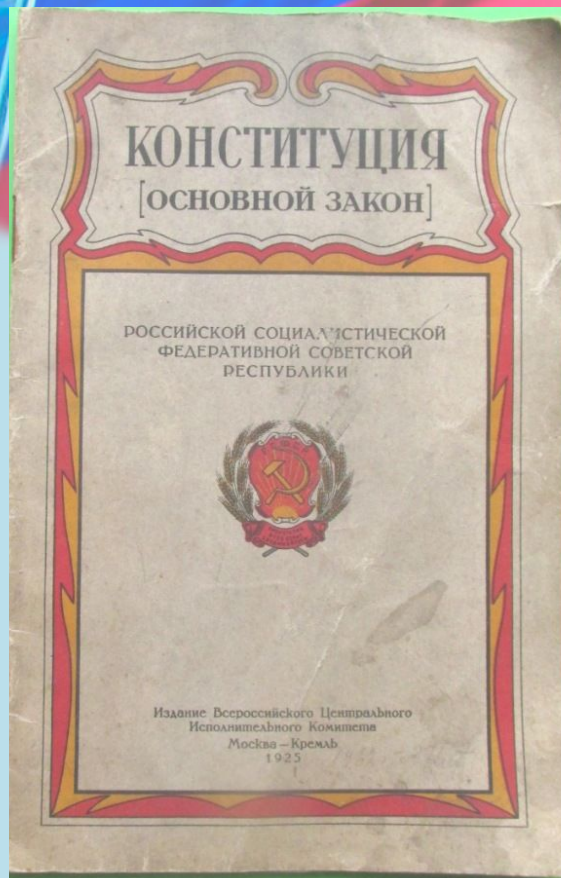 КОНСТИТУЦИЯ
[ОСНОВНОЙ ЗАКОН]
РОССИЙСКОЙ СОЦИАЛИСТИЧЕСКОЙ
ФЕДЕРАТИВНОЙ СОВЕТСКОЙ
РЕСПУБЛИКИ
Издание Всероссийского Центрального
Исполнительного Комитета
Москва — Кремль
1925